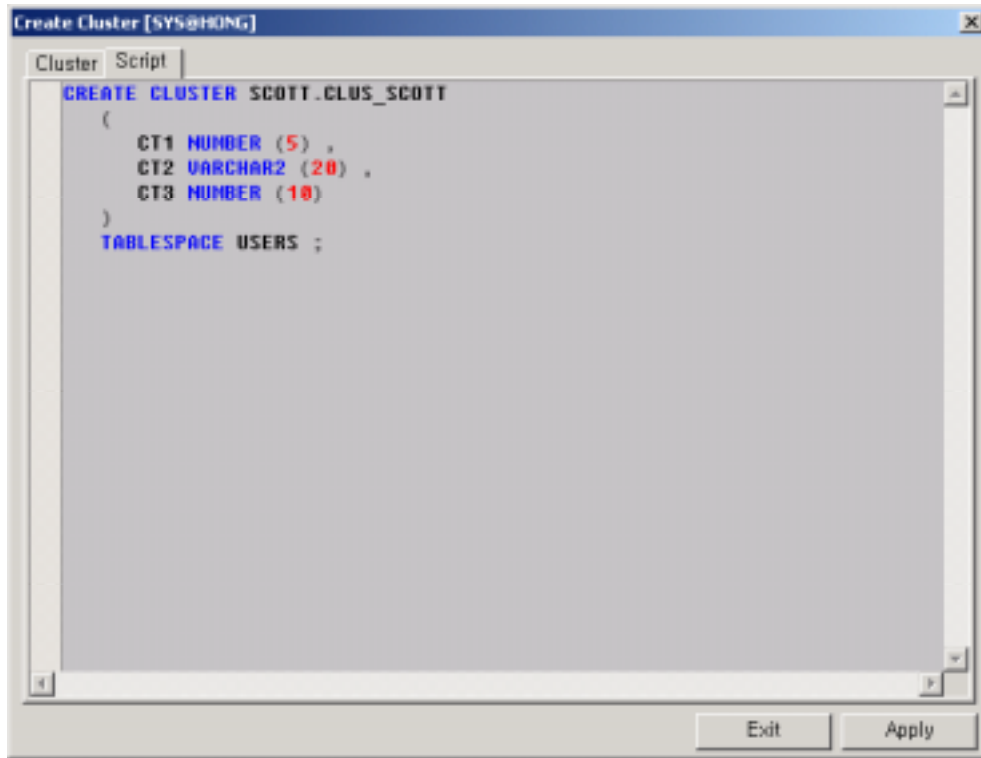 Create Cluster [SYS@HONG]
Cluster Script
CREATE CLUSTER SCOTT.CLUS_SCOTT
(
CT1 NUMBER (5) ,
CT2 VARCHAR2 (20) ,
CT3 NUMBER (10)
)
TABLESPACE USERS ;
Exit Apply